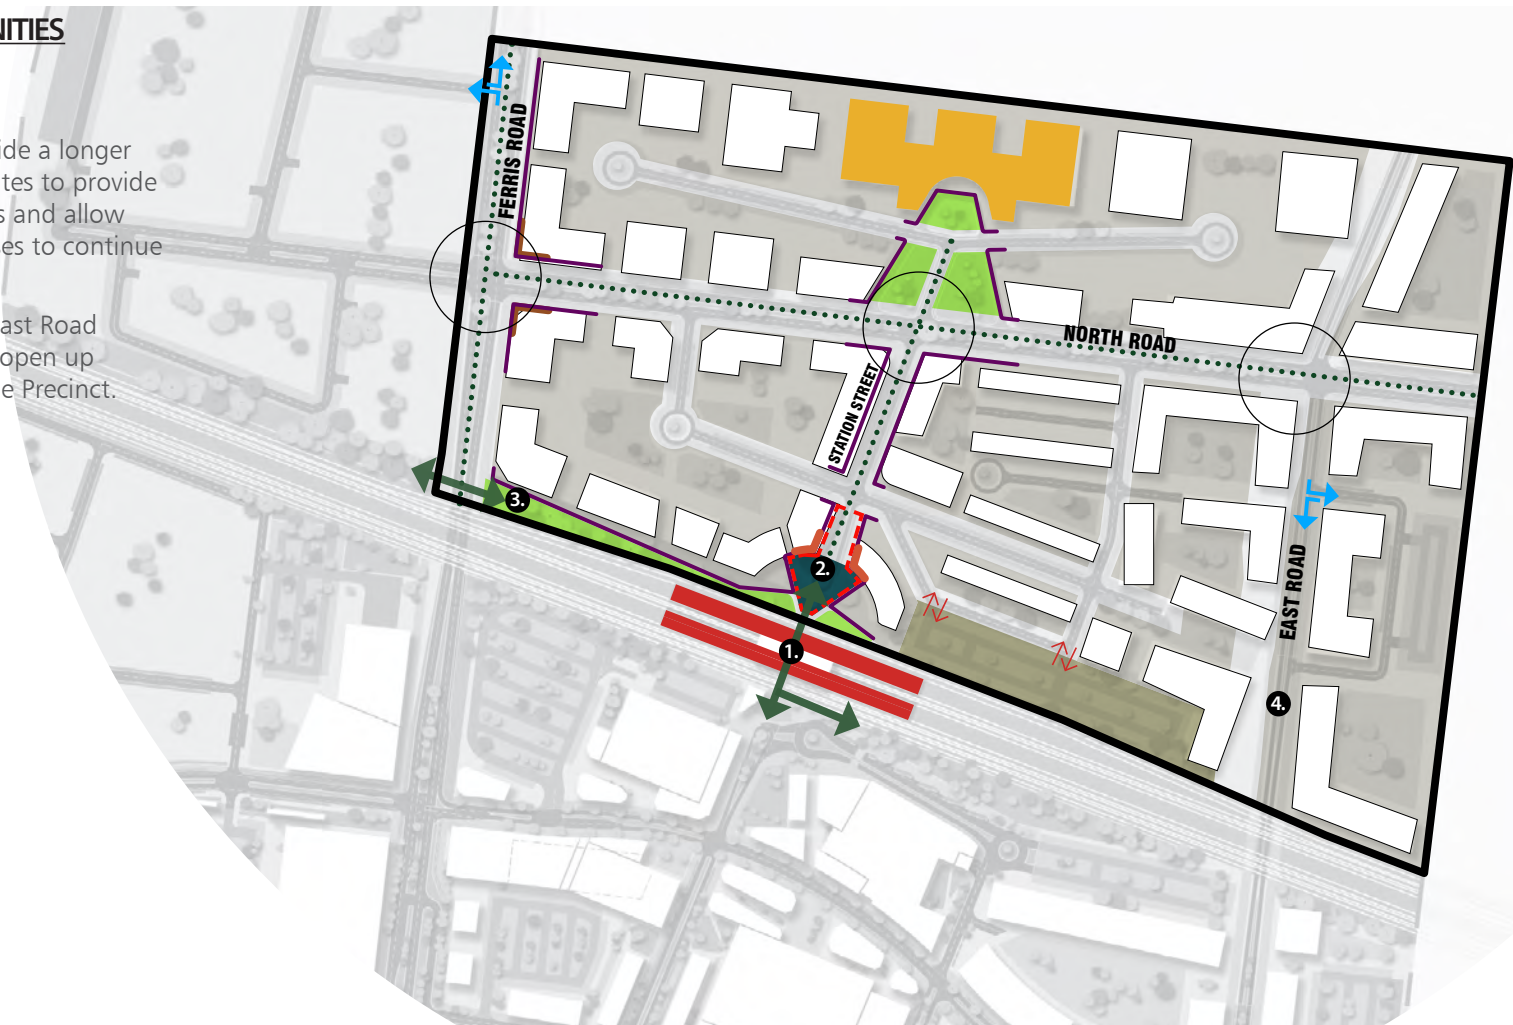 NITIES
ide a longer
tes to provide
s and allow
ses to continue
ast Road
open up
e Precinct.
FERRIS ROAD
NORTH ROAD
STATION STREET
EAST ROAD
1.
2.
3.
4.